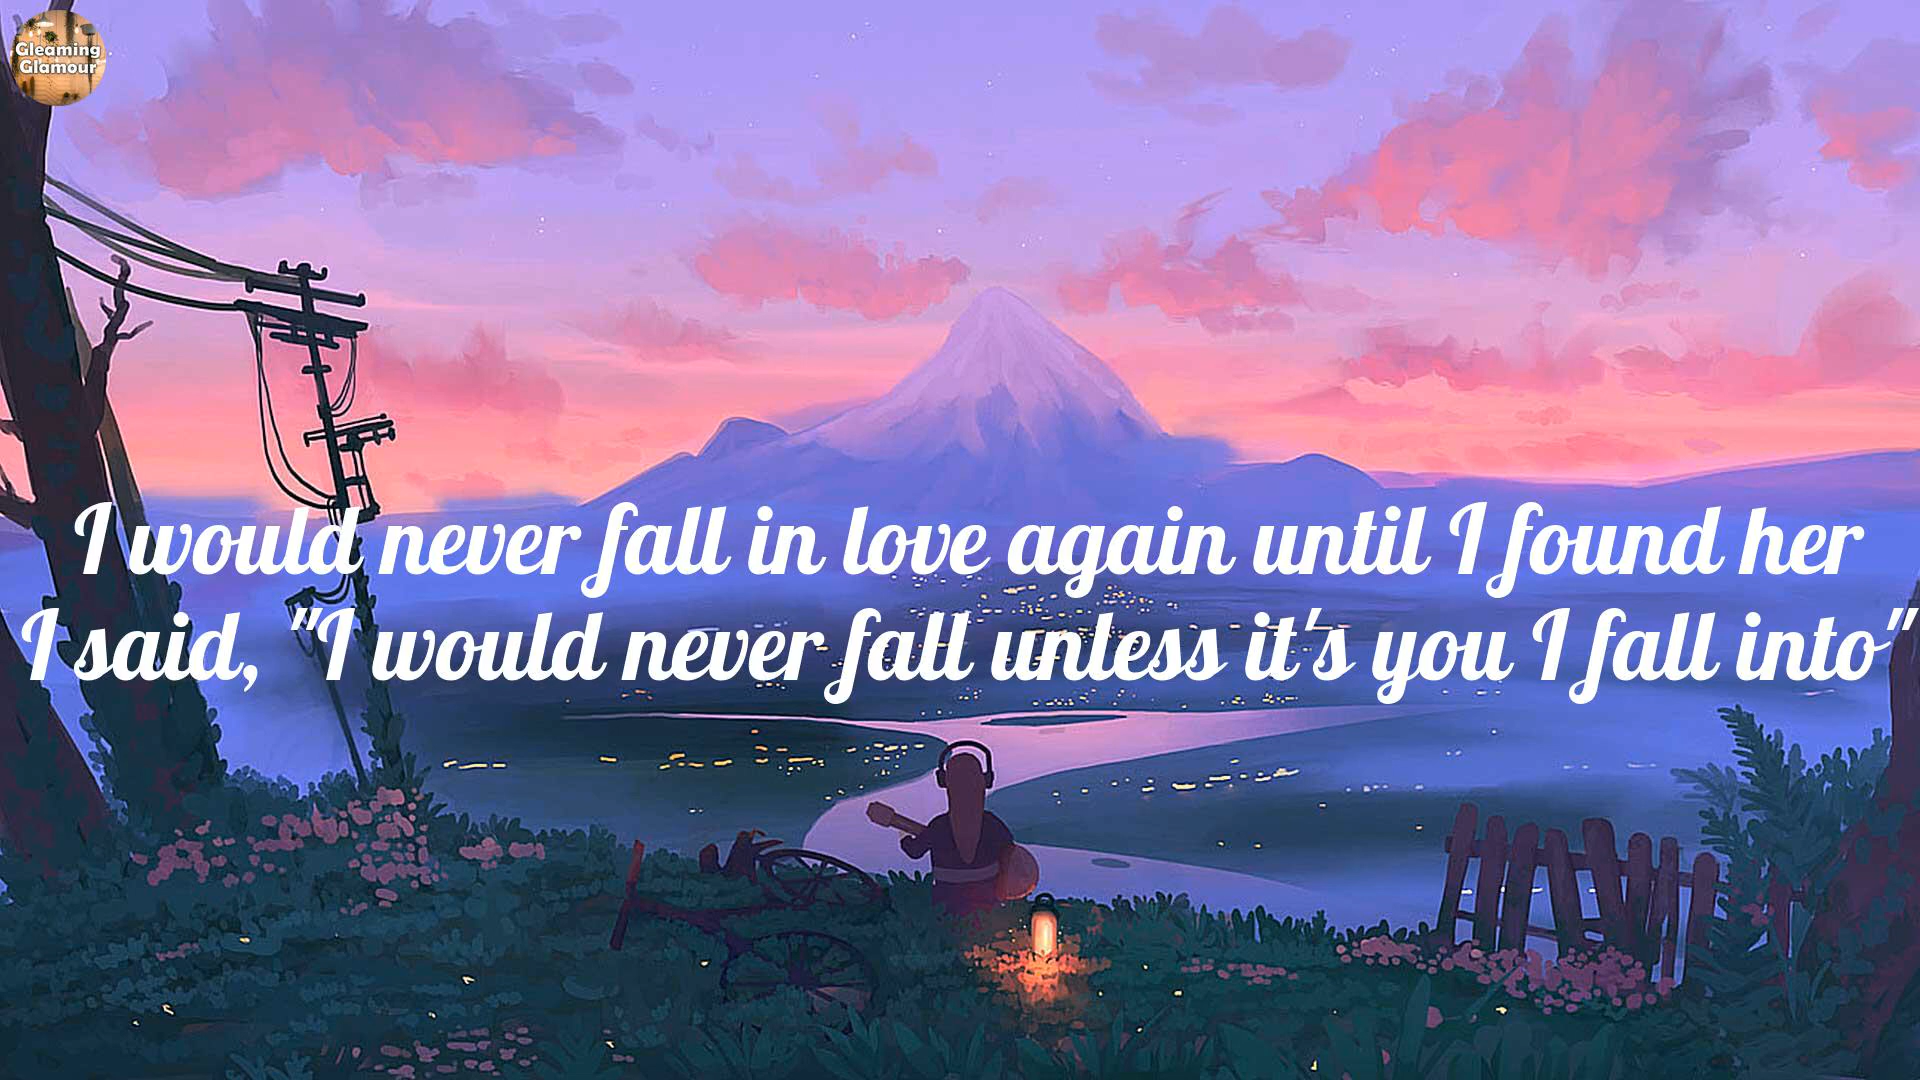 Gleaming
Glamour
I would never fall in love again until I found her
I said, "I would never fall unless it's you I fall into"